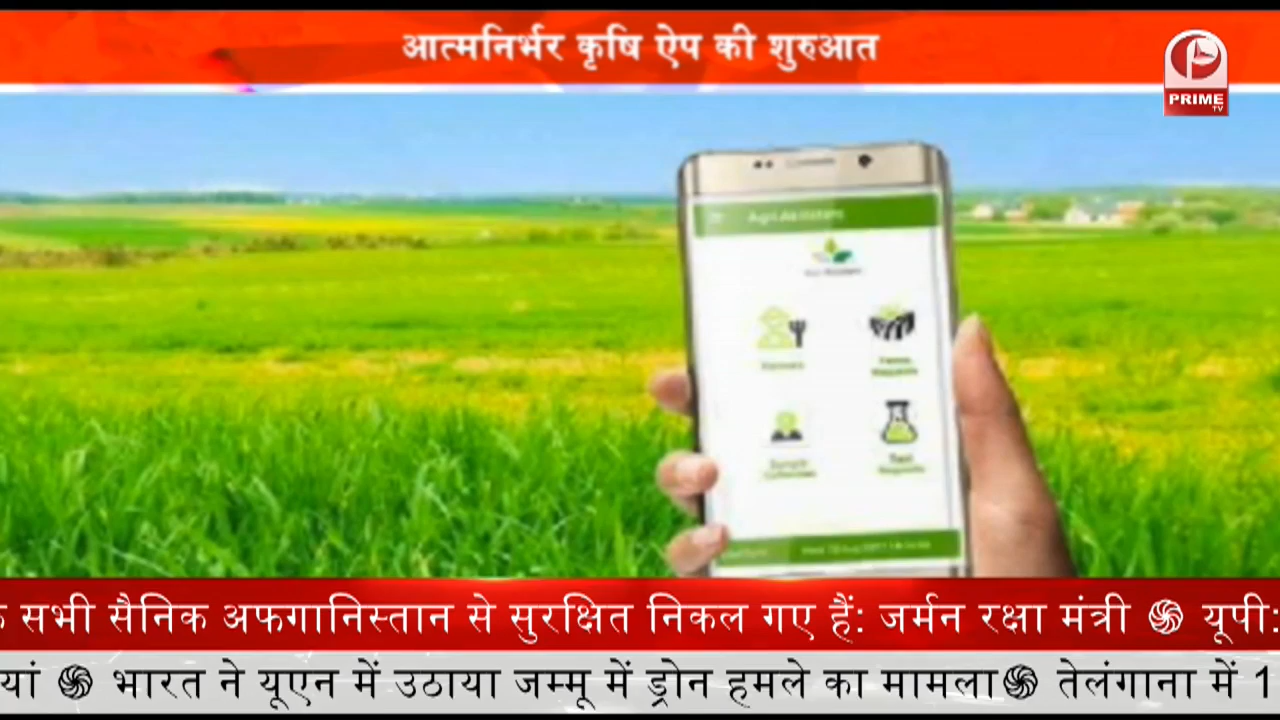 आत्मनिर्भर कृषि ऐप की शुरुआत
PRIME
TV
सभी सैनिक अफगानिस्तान से सुरक्षित निकल गए हैं: जर्मन रक्षा मंत्री ֍ यूपी:
यां ֍ भारत ने यूएन में उठाया जम्मू में ड्रोन हमले का मामला֍ तेलंगाना में 1